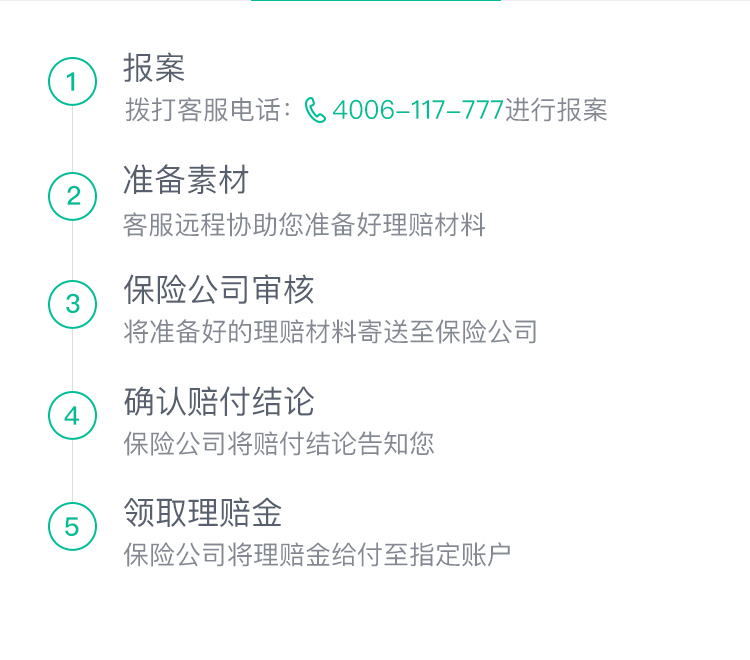 1
报案
拨打客服电话： 4006–117–777进行报案
2
准备素材
客服远程协助您准备好理赔材料
3
保险公司审核
将准备好的理赔材料寄送至保险公司
4
确认赔付结论
保险公司将赔付结论告知您
5
领取理赔金
保险公司将理赔金给付至指定账户